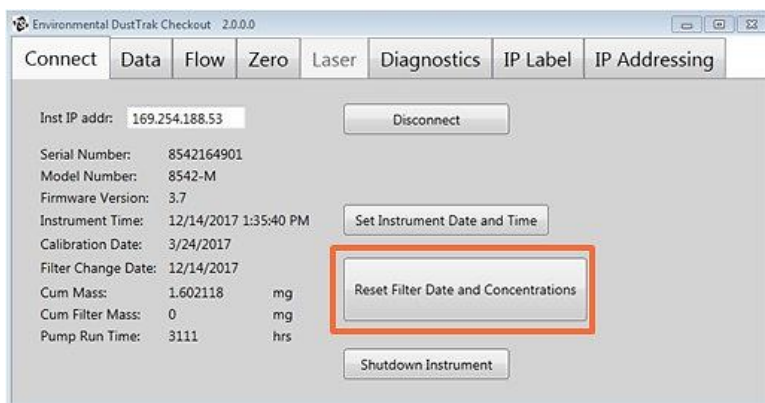 Environmental DustTrak Checkout 2.0.0.0
Connect Data Flow Zero Laser Diagnostics IP Label IP Addressing
Inst IP addr: 169.254.188.53 Disconnect
Serial Number: 8542164901
Model Number: 8542-M
Firmware Version: 3.7
Instrument Time: 12/14/2017 1:35:40 PM Set Instrument Date and Time
Calibration Date: 3/24/2017
Filter Change Date: 12/14/2017
Cum Mass: 1.602118 mg Reset Filter Date and Concentrations
Cum Filter Mass: 0 mg
Pump Run Time: 3111 hrs
Shutdown Instrument